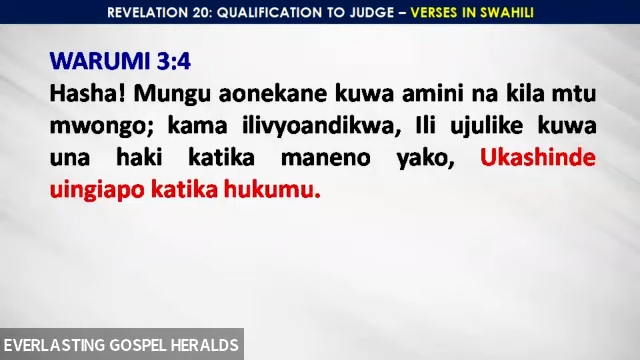 REVELATION 20: QUALIFICATION TO JUDGE – VERSES IN SWAHILI
WARUMI 3:4
Hasha! Mungu aonekane kuwa amini na kila mtu
mwongo; kama ilivyoandikwa, Ili ujulike kuwa
una haki katika maneno yako, Ukashinde
uingiapo katika hukumu.
EVERLASTING GOSPEL HERALDS